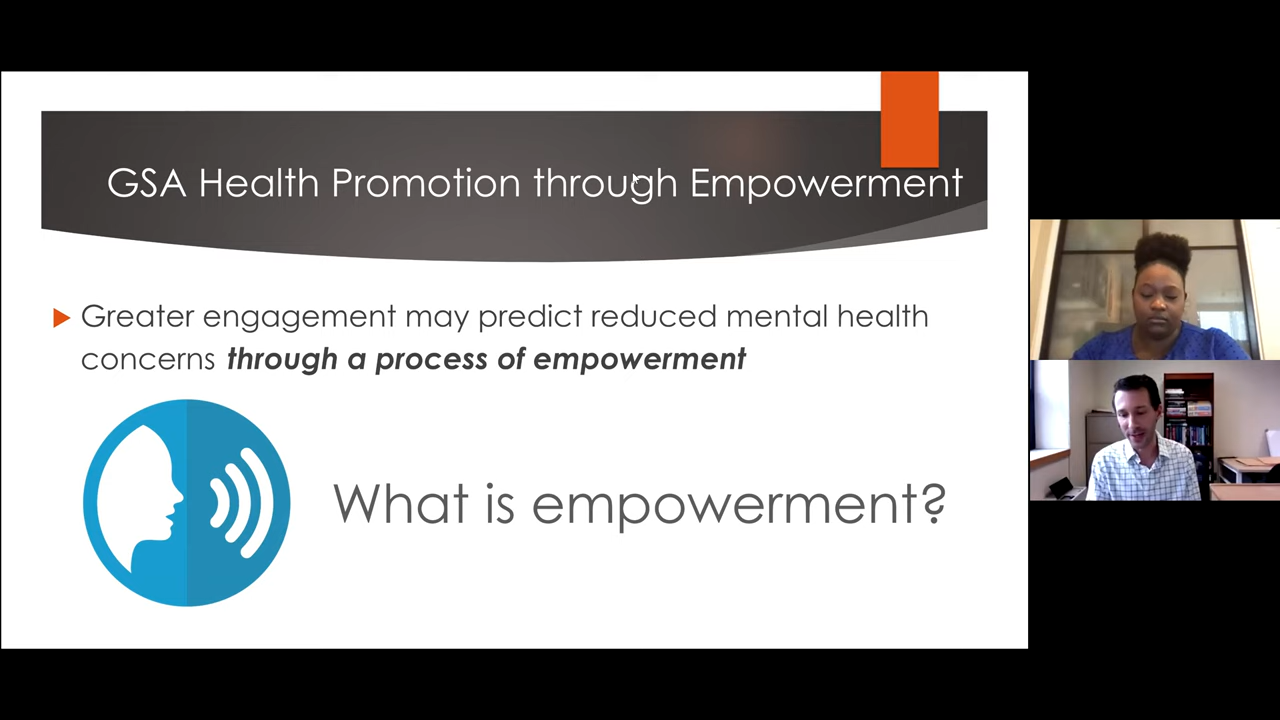 GSA Health Promotion through Empowerment
Greater engagement may predict reduced mental health
concerns through a process of empowerment
What is empowerment?